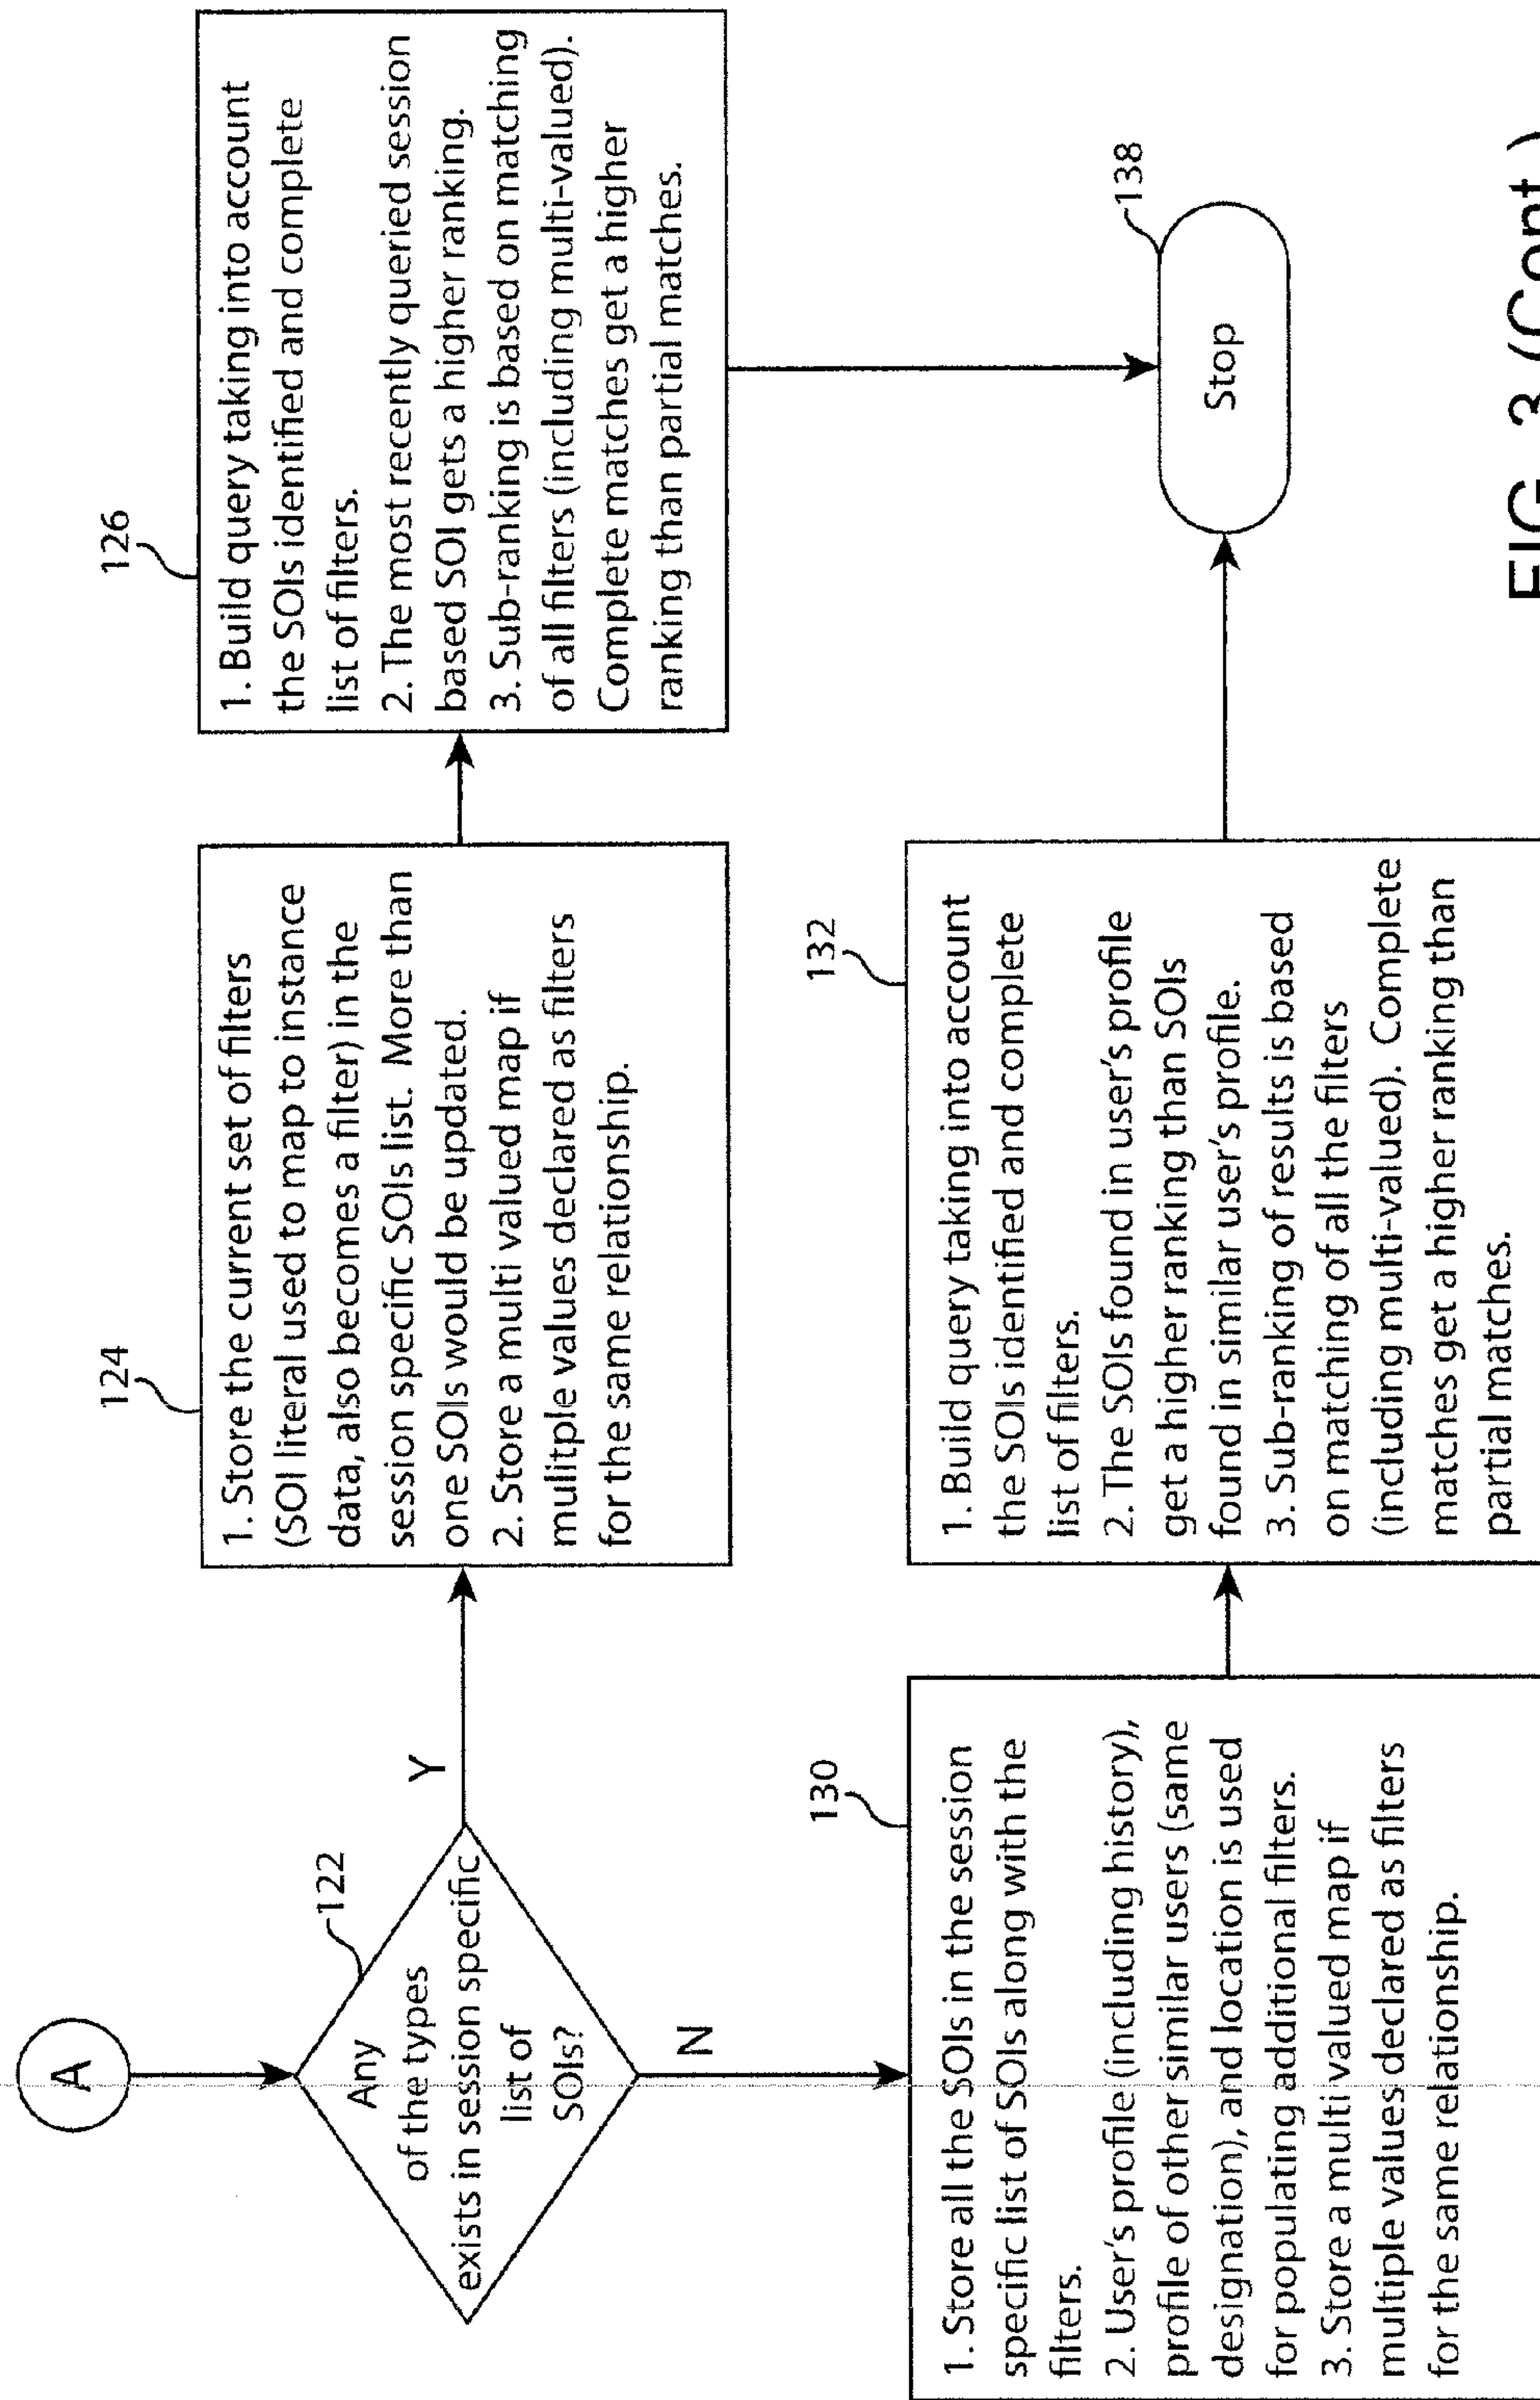 A
122
Any
of the types
exists in session specific
list of
SOIs?
Y
N
124
1. Store the current set of filters
(SOI literal used to map to instance
data, also becomes a filter) in the
session specific SOIs list. More than
one SOIs would be updated.
2. Store a multi valued map if
mulitple values declared as filters
for the same relationship.
126
1. Build query taking into account
the SOIs identified and complete
list of filters.
2. The most recently queried session
based SOI gets a higher ranking.
3. Sub-ranking is based on matching
of all filters (including multi-valued).
Complete matches get a higher
ranking than partial matches.
130
1. Store all the SOIs in the session
specific list of SOIs along with the
filters.
2. User's profile (including history),
profile of other similar users (same
designation), and location is used
for populating additional filters.
3. Store a multi valued map if
multiple values declared as filters
for the same relationship.
132
1. Build query taking into account
the SOIs identified and complete
list of filters.
2. The SOIs found in user's profile
get a higher ranking than SOIs
found in similar user's profile.
3. Sub-ranking of results is based
on matching of all the filters
(including multi-valued). Complete
matches get a higher ranking than
partial matches.
138
Stop
FIG. 3 (Cont.)